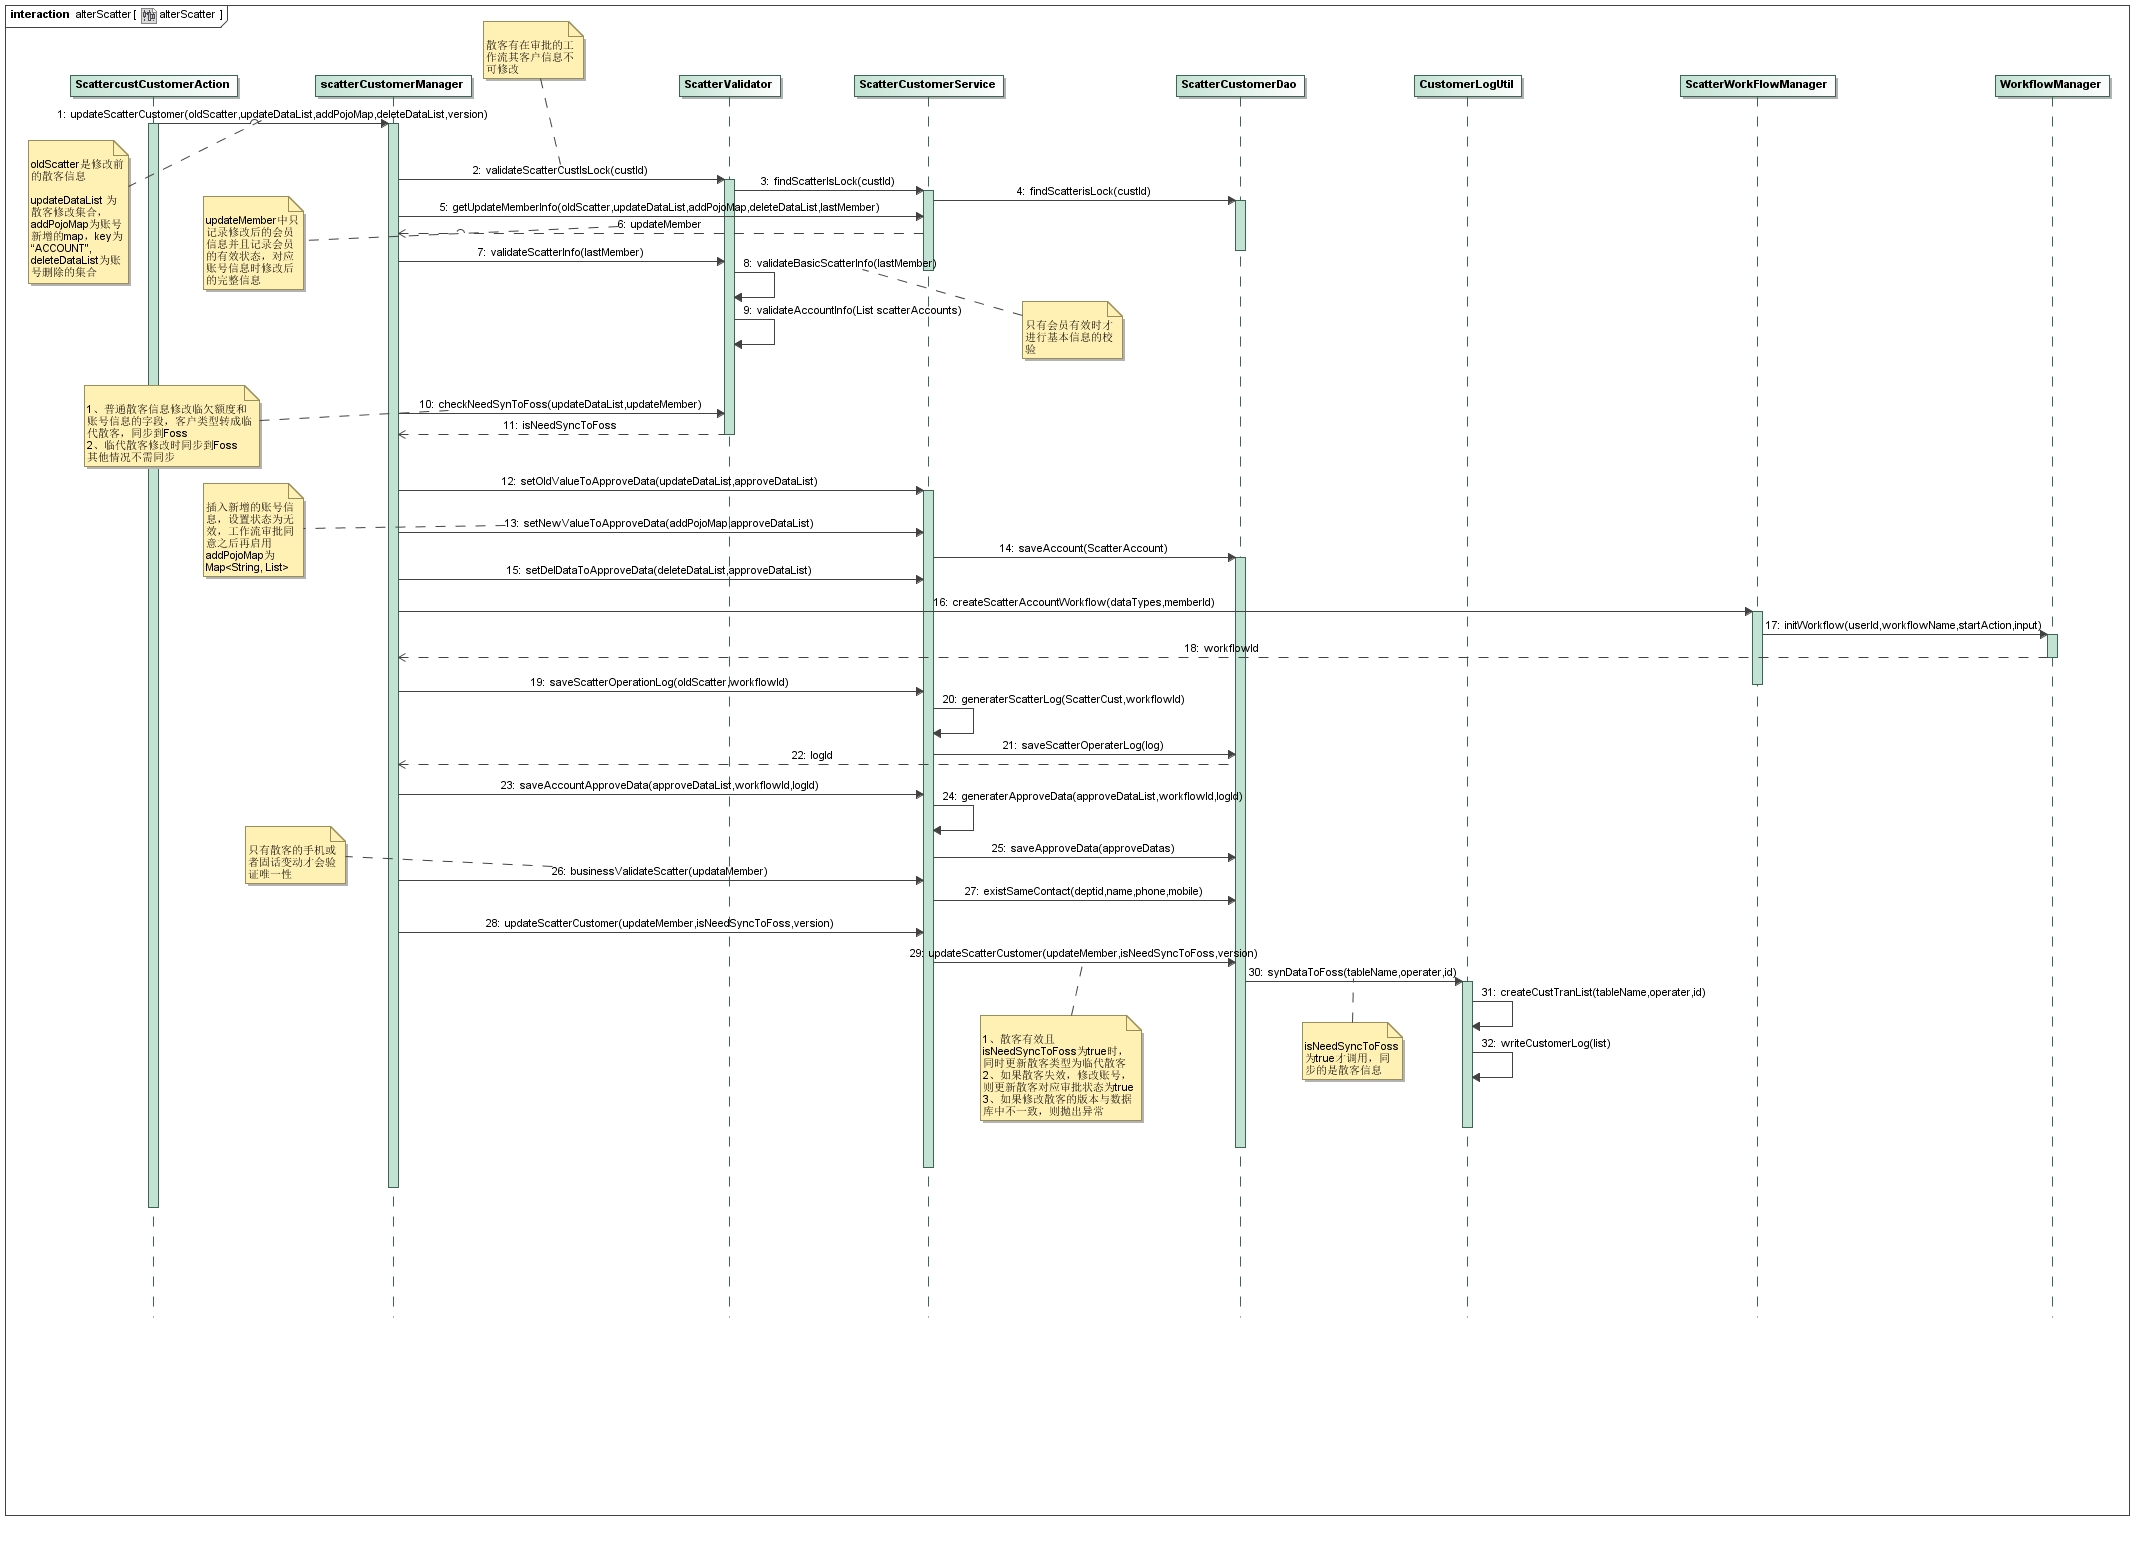 interaction alterScatter [ alterScatter ]
散客有在审批的工
作流其客户信息不
可修改
ScattercustCustomerAction
scatterCustomerManager
ScatterValidator
ScatterCustomerService
ScatterCustomerDao
CustomerLogUtil
ScatterWorkFlowManager
WorkflowManager
1: updateScatterCustomer(oldScatter,updateDataList,addPojoMap,deleteDataList,version)
oldScatter是修改前
的散客信息
updateDataList 为
散客修改集合，
addPojoMap为账号
新增的map，key为
“ACCOUNT",
deleteDataList为账
号删除的集合
2: validateScatterCustIsLock(custId)
3: findScatterIsLock(custId)
4: findScatterisLock(custId)
5: getUpdateMemberInfo(oldScatter,updateDataList,addPojoMap,deleteDataList,lastMember)
6: updateMember
updateMember中只
记录修改后的会员
信息并且记录会员
的有效状态，对应
账号信息时修改后
的完整信息
7: validateScatterInfo(lastMember)
8: validateBasicScatterInfo(lastMember)
9: validateAccountInfo(List scatterAccounts)
只有会员有效时才
进行基本信息的校
验
1、普通散客信息修改临欠额度和
账号信息的字段，客户类型转成临
代散客，同步到Foss
2、临代散客修改时同步到Foss
其他情况不需同步
10: checkNeedSynToFoss(updateDataList,updateMember)
11: isNeedSyncToFoss
12: setOldValueToApproveData(updateDataList,approveDataList)
插入新增的账号信
息，设置状态为无
效，工作流审批同
意之后再启用
addPojoMap为
Map<String, List>
13: setNewValueToApproveData(addPojoMap,approveDataList)
14: saveAccount(ScatterAccount)
15: setDelDataToApproveData(deleteDataList,approveDataList)
16: createScatterAccountWorkflow(dataTypes,memberId)
17: initWorkflow(userId,workflowName,startAction,input)
18: workflowId
19: saveScatterOperationLog(oldScatter,workflowId)
20: generaterScatterLog(ScatterCust,workflowId)
21: saveScatterOperaterLog(log)
22: logId
23: saveAccountApproveData(approveDataList,workflowId,logId)
24: generaterApproveData(approveDataList,workflowId,logId)
25: saveApproveData(approveDatas)
只有散客的手机或
者固话变动才会验
证唯一性
26: businessValidateScatter(updataMember)
27: existSameContact(deptid,name,phone,mobile)
28: updateScatterCustomer(updateMember,isNeedSyncToFoss,version)
29: updateScatterCustomer(updateMember,isNeedSyncToFoss,version)
30: synDataToFoss(tableName,operater,id)
31: createCustTranList(tableName,operater,id)
32: writeCustomerLog(list)
1、散客有效且
isNeedSyncToFoss为true时，
同时更新散客类型为临代散客
2、如果散客失效，修改账号，
则更新散客对应审批状态为true
3、如果修改散客的版本与数据
库中不一致，则抛出异常
isNeedSyncToFoss
为true才调用，同
步的是散客信息